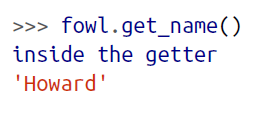 >>> fowl.get_name()
inside the getter
'Howard'